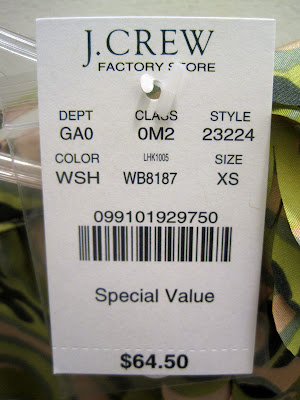 J.CREW
FACTORY STORE
DEPT CLASS STYLE
GA0 0M2 23224
COLOR LHK1005 SIZE
WSH WB8187 XS
099101929750
Special Value
$64.50